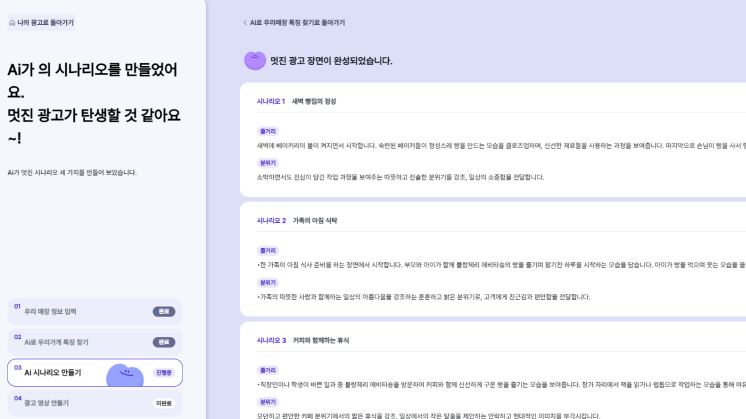 나의 광고로 돌아가기
Ai가 의 시나리오를 만들었어
요.
멋진 광고가 탄생할 것 같아요
~!
Ai가 멋진 시나리오 세 가지를 만들어 보았습니다.
01 우리 매장 정보 입력 완료
02 Ai로 우리가게 특징 찾기 완료
03 Ai 시나리오 만들기 진행중
04 광고 영상 만들기 미완료
< Ai로 우리매장 특징 찾기로 돌아가기
멋진 광고 장면이 완성되었습니다.
시나리오 1 새벽 빵집의 정성
줄거리
새벽에 베이커리의 불이 켜지면서 시작합니다. 숙련된 베이커들이 정성스레 빵을 만드는 모습을 클로즈업하며, 신선한 재료들을 사용하는 과정을 보여줍니다. 마지막으로 손님이 빵을 사서
분위기
소박하면서도 진심이 담긴 작업 과정을 보여주는 따뜻하고 진솔한 분위기를 강조, 일상의 소중함을 전달합니다.
시나리오 2 가족의 아침 식탁
줄거리
•한 가족이 아침 식사 준비를 하는 장면에서 시작합니다. 부모와 아이가 함께 블랑제리 에비타숑의 빵을 즐기며 활기찬 하루를 시작하는 모습을 담습니다. 아이가 빵을 먹으며 웃는 모습을
분위기
•가족의 따뜻한 사랑과 함께하는 일상의 아름다움을 강조하는 훈훈하고 밝은 분위기로, 고객에게 친근감과 편안함을 전달합니다.
시나리오 3 커피와 함께하는 휴식
줄거리
•직장인이나 학생이 바쁜 일과 중 블랑제리 에비타숑을 방문하여 커피와 함께 신선하게 구운 빵을 즐기는 모습을 보여줍니다. 창가 자리에서 책을 읽거나 랩톱으로 작업하는 모습을 통해
분위기
모던하고 편안한 카페 분위기에서의 짧은 휴식을 강조, 일상에서의 작은 탈출을 제안하는 안락하고 현대적인 이미지를 부각시킵니다.